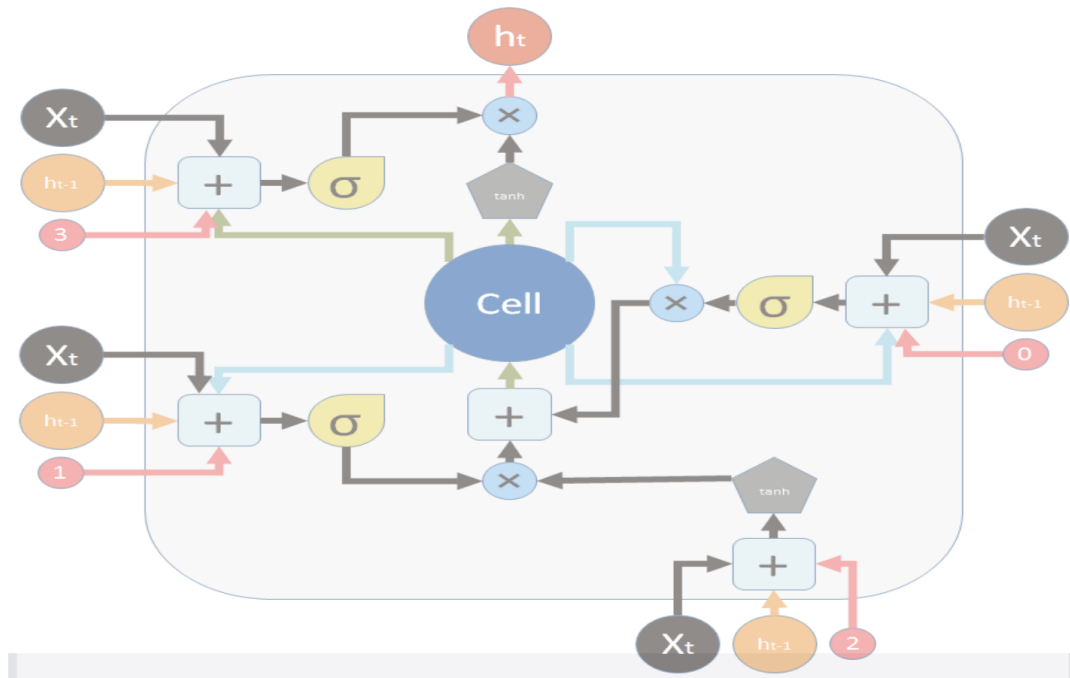 hₜ
Xₜ
×
hₜ₋₁
+
σ
tanh
3
Xₜ
Cell
×
σ
+
hₜ₋₁
0
Xₜ
hₜ₋₁
+
σ
+
1
×
tanh
+
Xₜ
hₜ₋₁
2